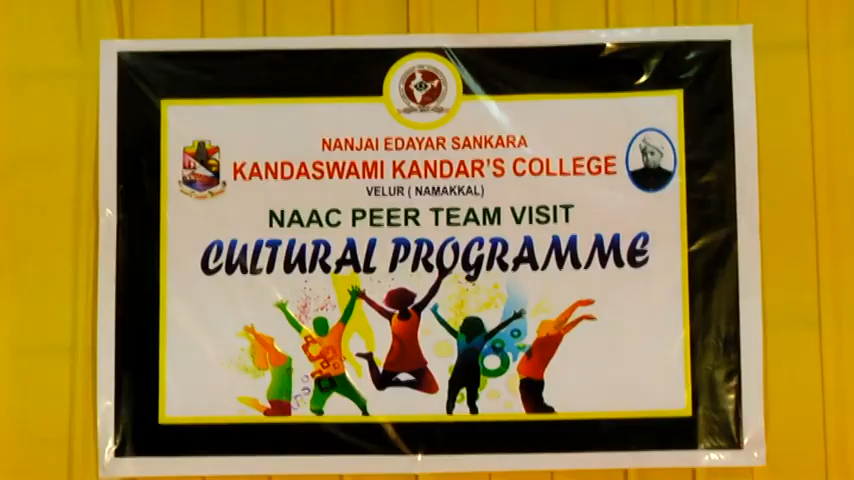 NANJAI EDAYAR SANKARA
KANDASWAMI KANDAR'S COLLEGE
VELUR ( NAMAKKAL)
NAAC PEER TEAM VISIT
CULTURAL PROGRAMME